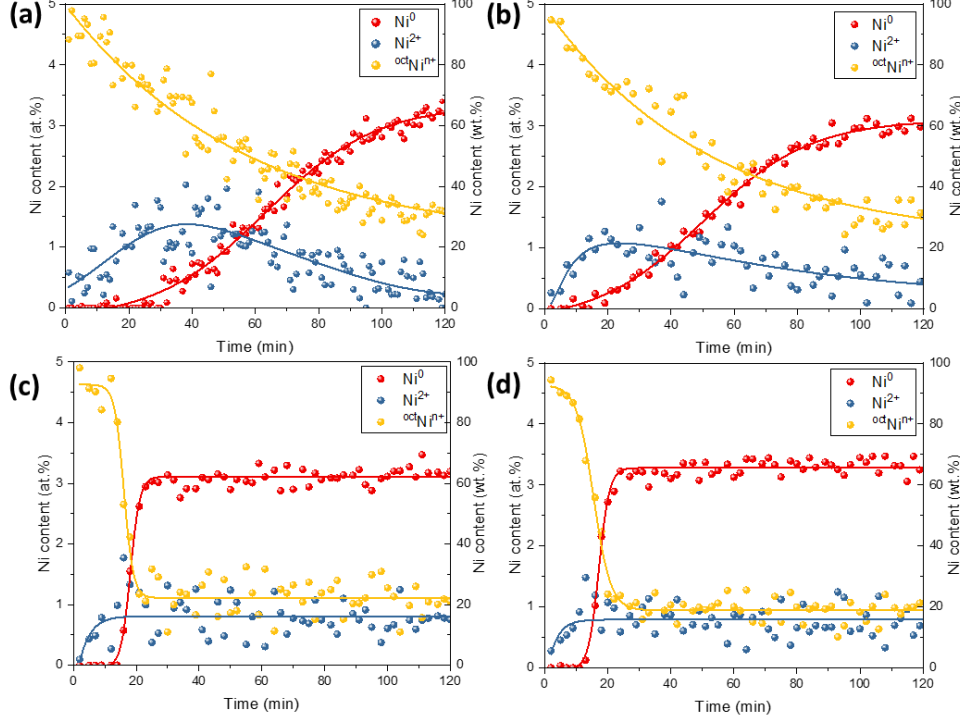 (a)
Ni0
Ni2+
octNin+
Ni content (at.%)
5
4
3
2
1
0
Ni content (wt.%)
100
80
60
40
20
0
0 20 40 60 80 100 120
Time (min)
(b)
Ni0
Ni2+
octNin+
Ni content (at.%)
5
4
3
2
1
0
Ni content (wt.%)
100
80
60
40
20
0
0 20 40 60 80 100 120
Time (min)
(c)
Ni0
Ni2+
octNin+
Ni content (at.%)
5
4
3
2
1
0
Ni content (wt.%)
100
80
60
40
20
0
0 20 40 60 80 100 120
Time (min)
(d)
Ni0
Ni2+
octNin+
Ni content (at.%)
5
4
3
2
1
0
Ni content (wt.%)
100
80
60
40
20
0
0 20 40 60 80 100 120
Time (min)